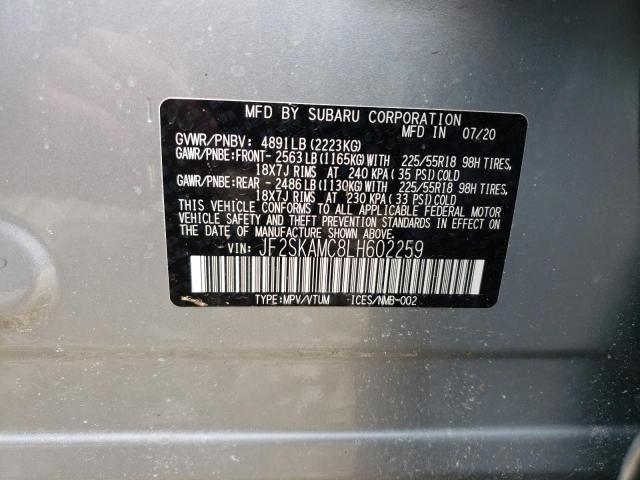 MFD BY SUBARU CORPORATION
MFD IN 07/20
GVWR/PNBV: 4891LB (2223KG)
GAWR/PNBE:FRONT- 2563LB (1165KG)WITH 225/55R18 98H TIRES,
18X7J RIMS AT 240 KPA (35 PSI)COLD
GAWR/PNBE:REAR - 2486LB (1130KG)WITH 225/55R18 98H TIRES,
18X7J RIMS AT 230 KPA (33 PSI)COLD
THIS VEHICLE CONFORMS TO ALL APPLICABLE FEDERAL MOTOR
VEHICLE SAFETY AND THEFT PREVENTION STANDARDS IN EFFECT ON
THE DATE OF MANUFACTURE SHOWN ABOVE.
VIN: JF2SKAMC8LH602259
TYPE:MPV/VTUM ICES/NMB-002